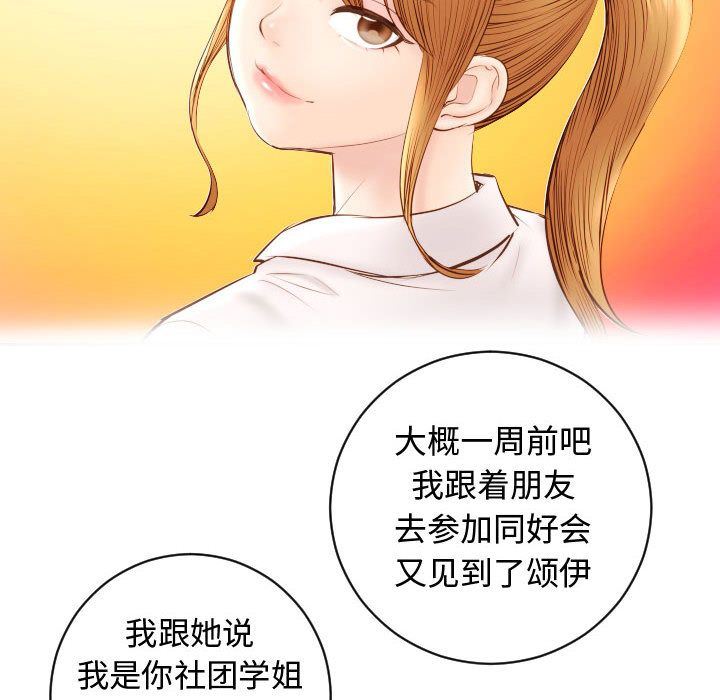 大概一周前吧
我跟着朋友
去参加同好会
又见到了颂伊
我跟她说
我是你社团学姐